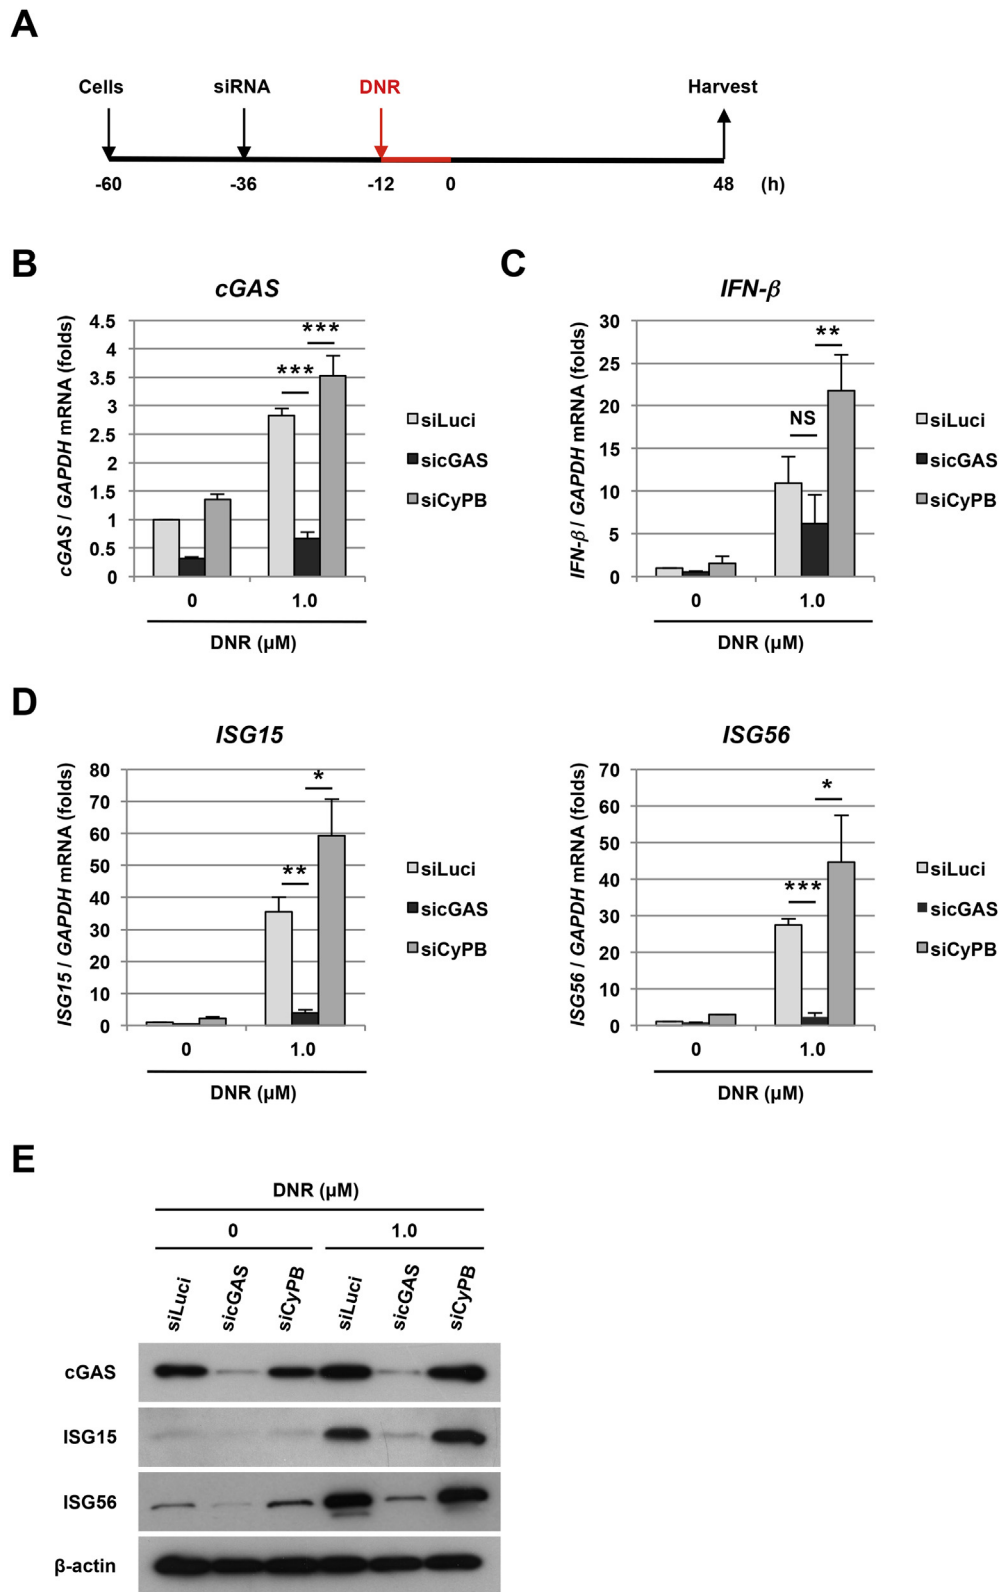 A
Cells siRNA DNR Harvest
-60 -36 -12 0 48 (h)
B
cGAS
cGAS / GAPDH mRNA (folds)
4.5
4
3.5
3
2.5
2
1.5
1
0.5
0
*** ***
0 1.0
DNR (μM)
siLuci
sicGAS
siCyPB
C
IFN-β
IFN-β / GAPDH mRNA (folds)
30
25
20
15
10
5
0
NS **
0 1.0
DNR (μM)
siLuci
sicGAS
siCyPB
D
ISG15
ISG15 / GAPDH mRNA (folds)
80
70
60
50
40
30
20
10
0
** *
0 1.0
DNR (μM)
siLuci
sicGAS
siCyPB
ISG56
ISG56 / GAPDH mRNA (folds)
70
60
50
40
30
20
10
0
*** *
0 1.0
DNR (μM)
siLuci
sicGAS
siCyPB
E
DNR (μM)
0 1.0
siLuci sicGAS siCyPB siLuci sicGAS siCyPB
cGAS
ISG15
ISG56
β-actin